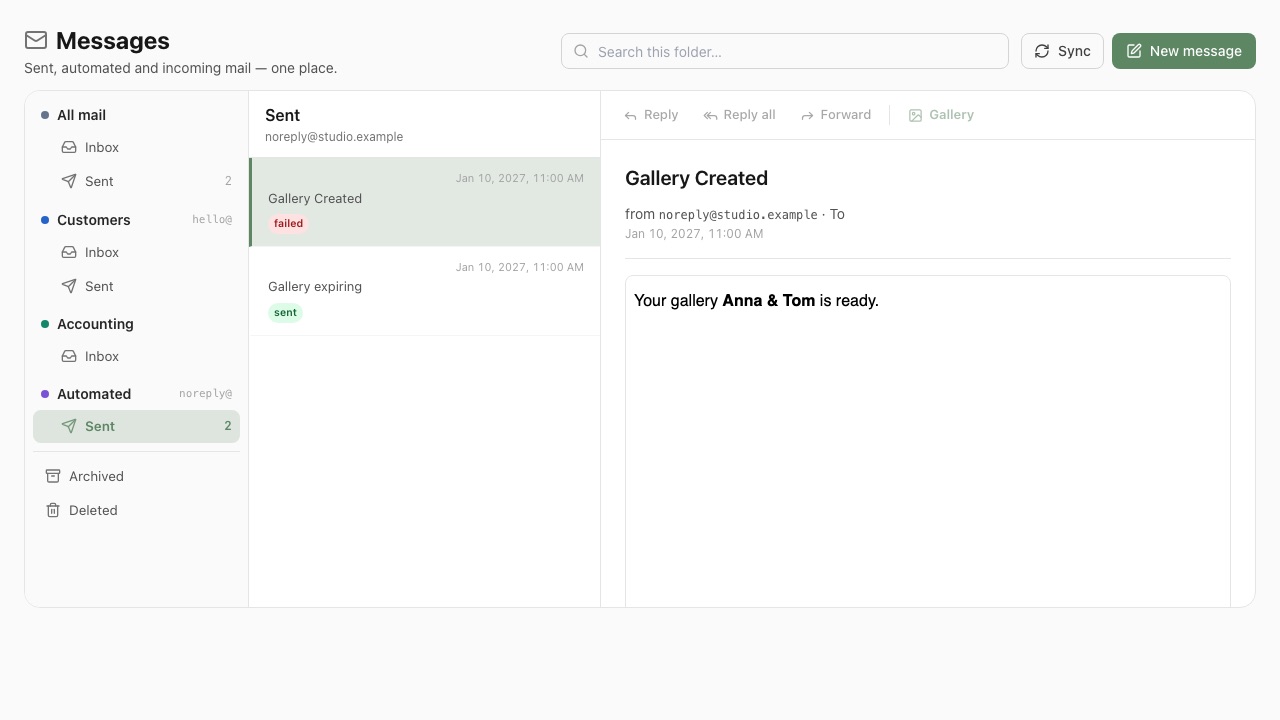 Messages
Sent, automated and incoming mail — one place.
Search this folder...
Sync
New message
All mail
Inbox
Sent 2
Customers hello@
Inbox
Sent
Accounting
Inbox
Automated noreply@
Sent 2
Archived
Deleted
Sent
noreply@studio.example
Jan 10, 2027, 11:00 AM
Gallery Created
failed
Jan 10, 2027, 11:00 AM
Gallery expiring
sent
Reply Reply all Forward Gallery
Gallery Created
from noreply@studio.example · To
Jan 10, 2027, 11:00 AM
Your gallery Anna & Tom is ready.